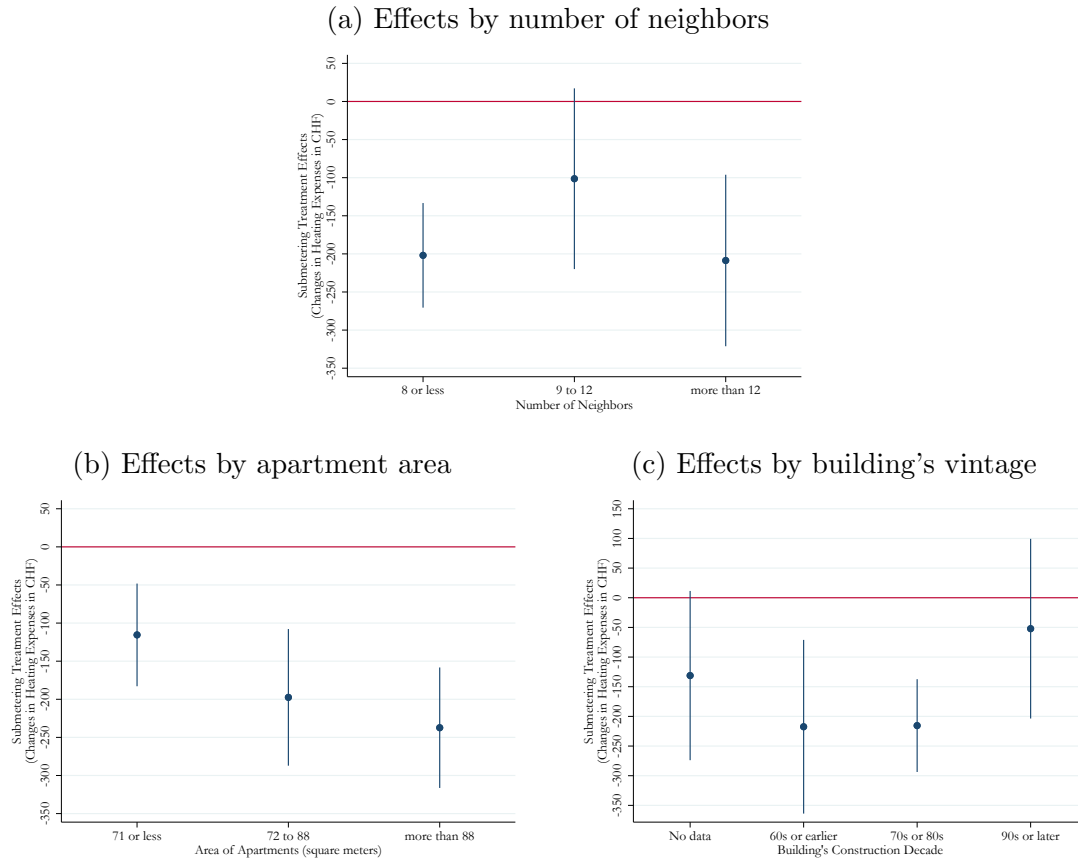 (a) Effects by number of neighbors
Submetering Treatment Effects
(Changes in Heating Expenses in CHF)
50
0
-50
-100
-150
-200
-250
-300
-350
8 or less
9 to 12
more than 12
Number of Neighbors
(b) Effects by apartment area
Submetering Treatment Effects
(Changes in Heating Expenses in CHF)
50
0
-50
-100
-150
-200
-250
-300
-350
71 or less
72 to 88
more than 88
Area of Apartments (square meters)
(c) Effects by building's vintage
Submetering Treatment Effects
(Changes in Heating Expenses in CHF)
150
100
50
0
-50
-100
-150
-200
-250
-300
-350
No data
60s or earlier
70s or 80s
90s or later
Building's Construction Decade